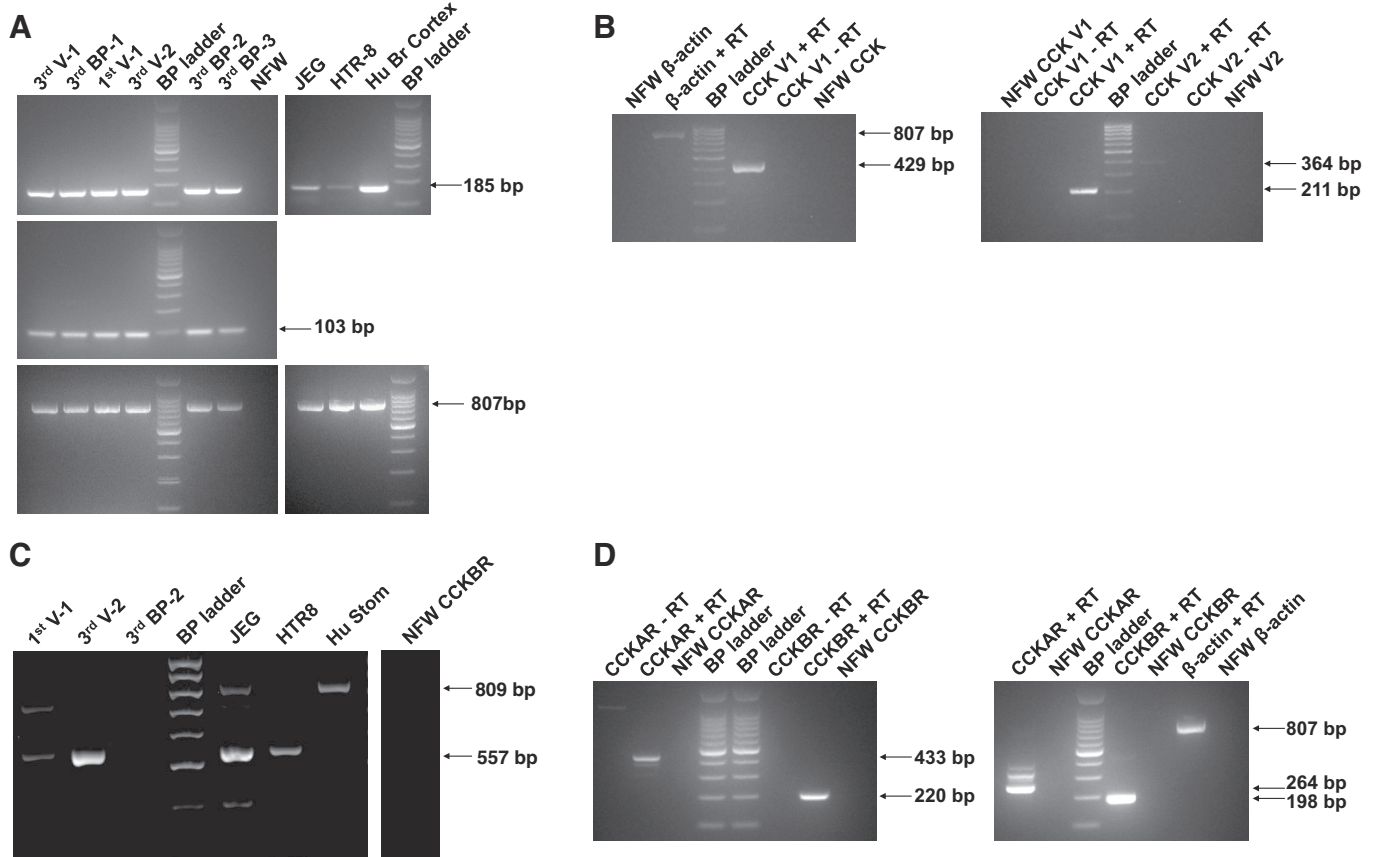 A
3rd V-1
3rd BP-1
1st V-1
3rd V-2
BP ladder
3rd BP-2
3rd BP-3
NFW
JEG
HTR-8
Hu Br Cortex
BP ladder
185 bp
103 bp
807bp
B
NFW β-actin
β-actin + RT
BP ladder
CCK V1 + RT
CCK V1 - RT
NFW CCK
807 bp
429 bp
NFW CCK V1
CCK V1 - RT
CCK V1 + RT
BP ladder
CCK V2 + RT
CCK V2 - RT
NFW V2
364 bp
211 bp
C
1st V-1
3rd V-2
3rd BP-2
BP ladder
JEG
HTR8
Hu Stom
NFW CCKBR
809 bp
557 bp
D
CCKAR - RT
CCKAR + RT
NFW CCKAR
BP ladder
BP ladder
CCKBR - RT
CCKBR + RT
NFW CCKBR
433 bp
220 bp
CCKAR + RT
NFW CCKAR
BP ladder
CCKBR + RT
NFW CCKBR
β-actin + RT
NFW β-actin
807 bp
264 bp
198 bp